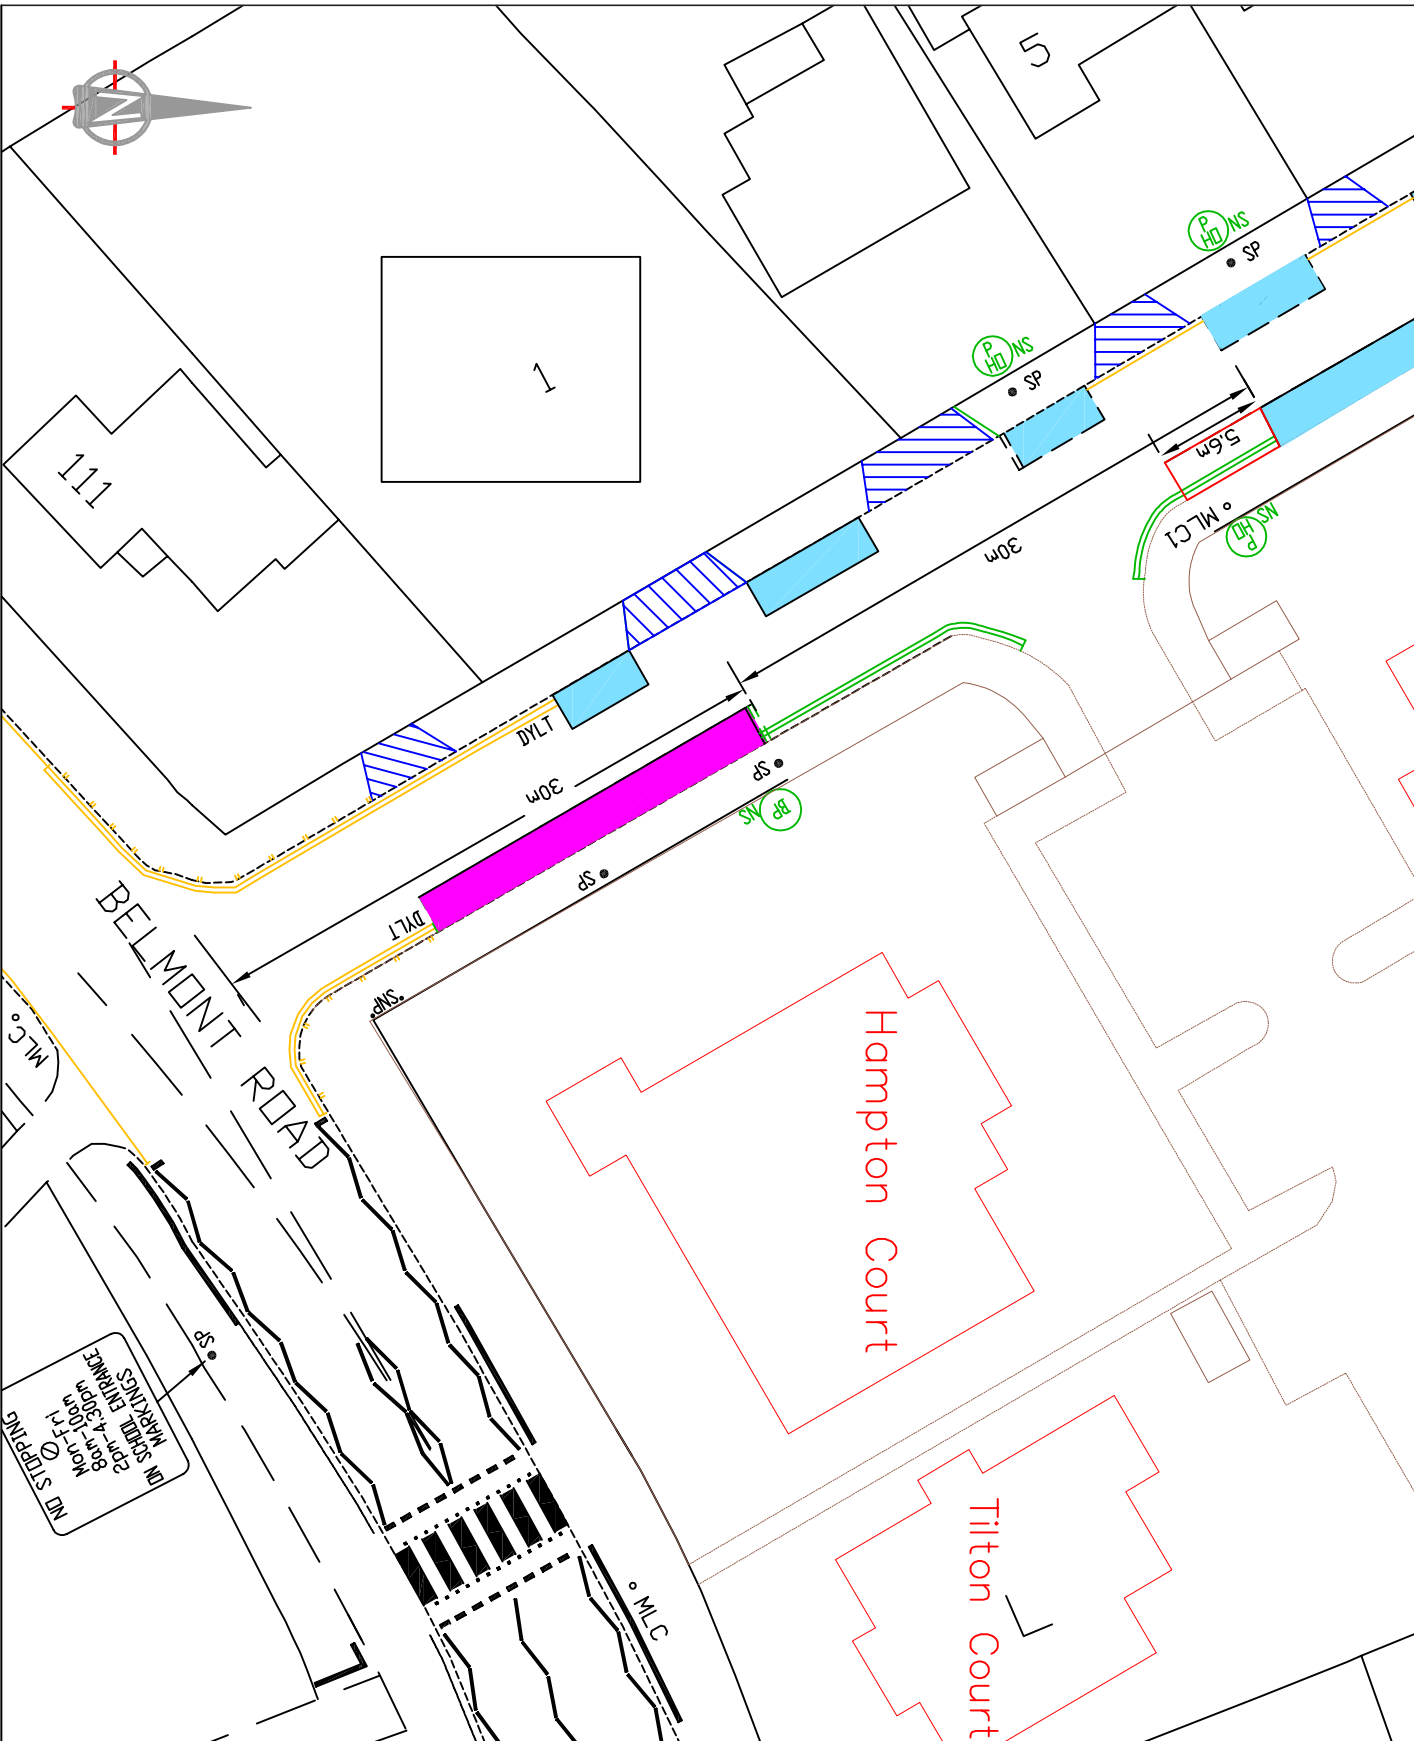 N
5
P
HD
NS
SP
P
HD
NS
SP
1
111
5.6m
MLC1
P
HD
NS
30m
DYLT
30m
SP
BP
NS
SP
DYLT
SNP
BELMONT ROAD
MLC
Hampton Court
SP
NO STOPPING
Mon-Fri
8am-10am
2pm-4.30pm
ON SCHOOL ENTRANCE
MARKINGS
Tilton Court
MLC